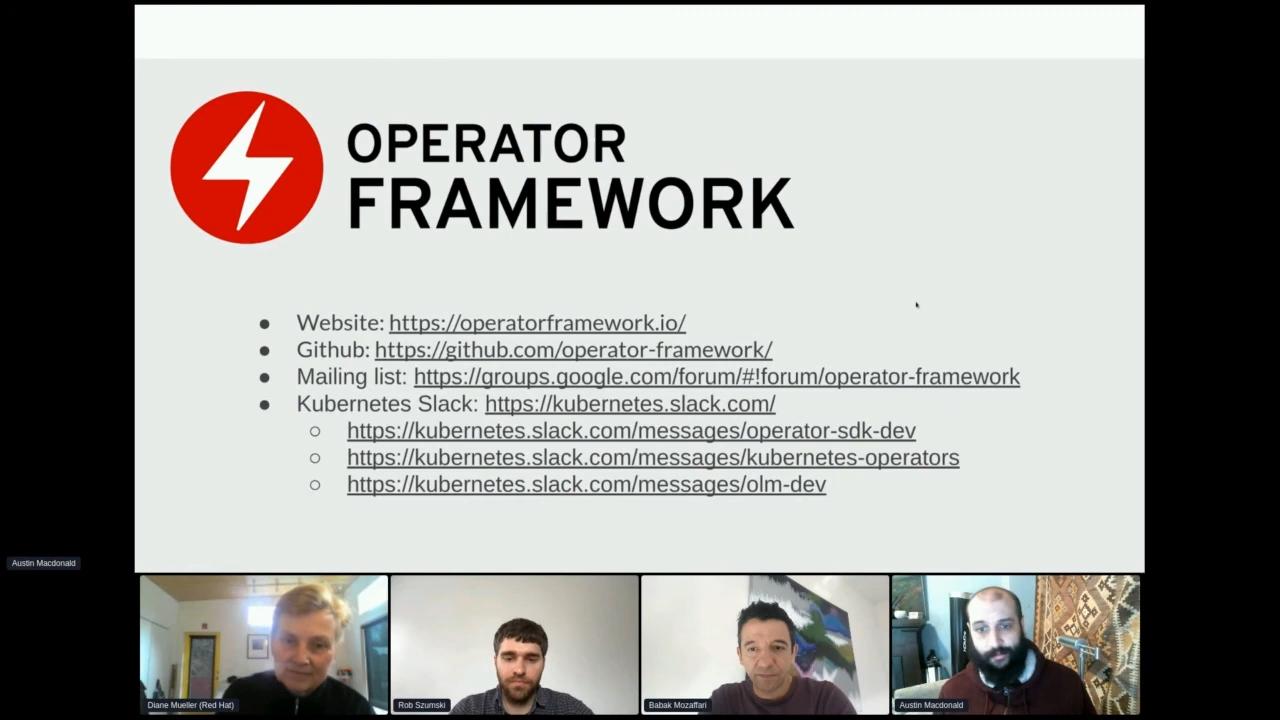 OPERATOR
FRAMEWORK
● Website: https://operatorframework.io/
● Github: https://github.com/operator-framework/
● Mailing list: https://groups.google.com/forum/#!forum/operator-framework
● Kubernetes Slack: https://kubernetes.slack.com/
○ https://kubernetes.slack.com/messages/operator-sdk-dev
○ https://kubernetes.slack.com/messages/kubernetes-operators
○ https://kubernetes.slack.com/messages/olm-dev
Austin Macdonald
Diane Mueller (Red Hat)
Rob Szumski
Babak Mozaffari
Austin Macdonald